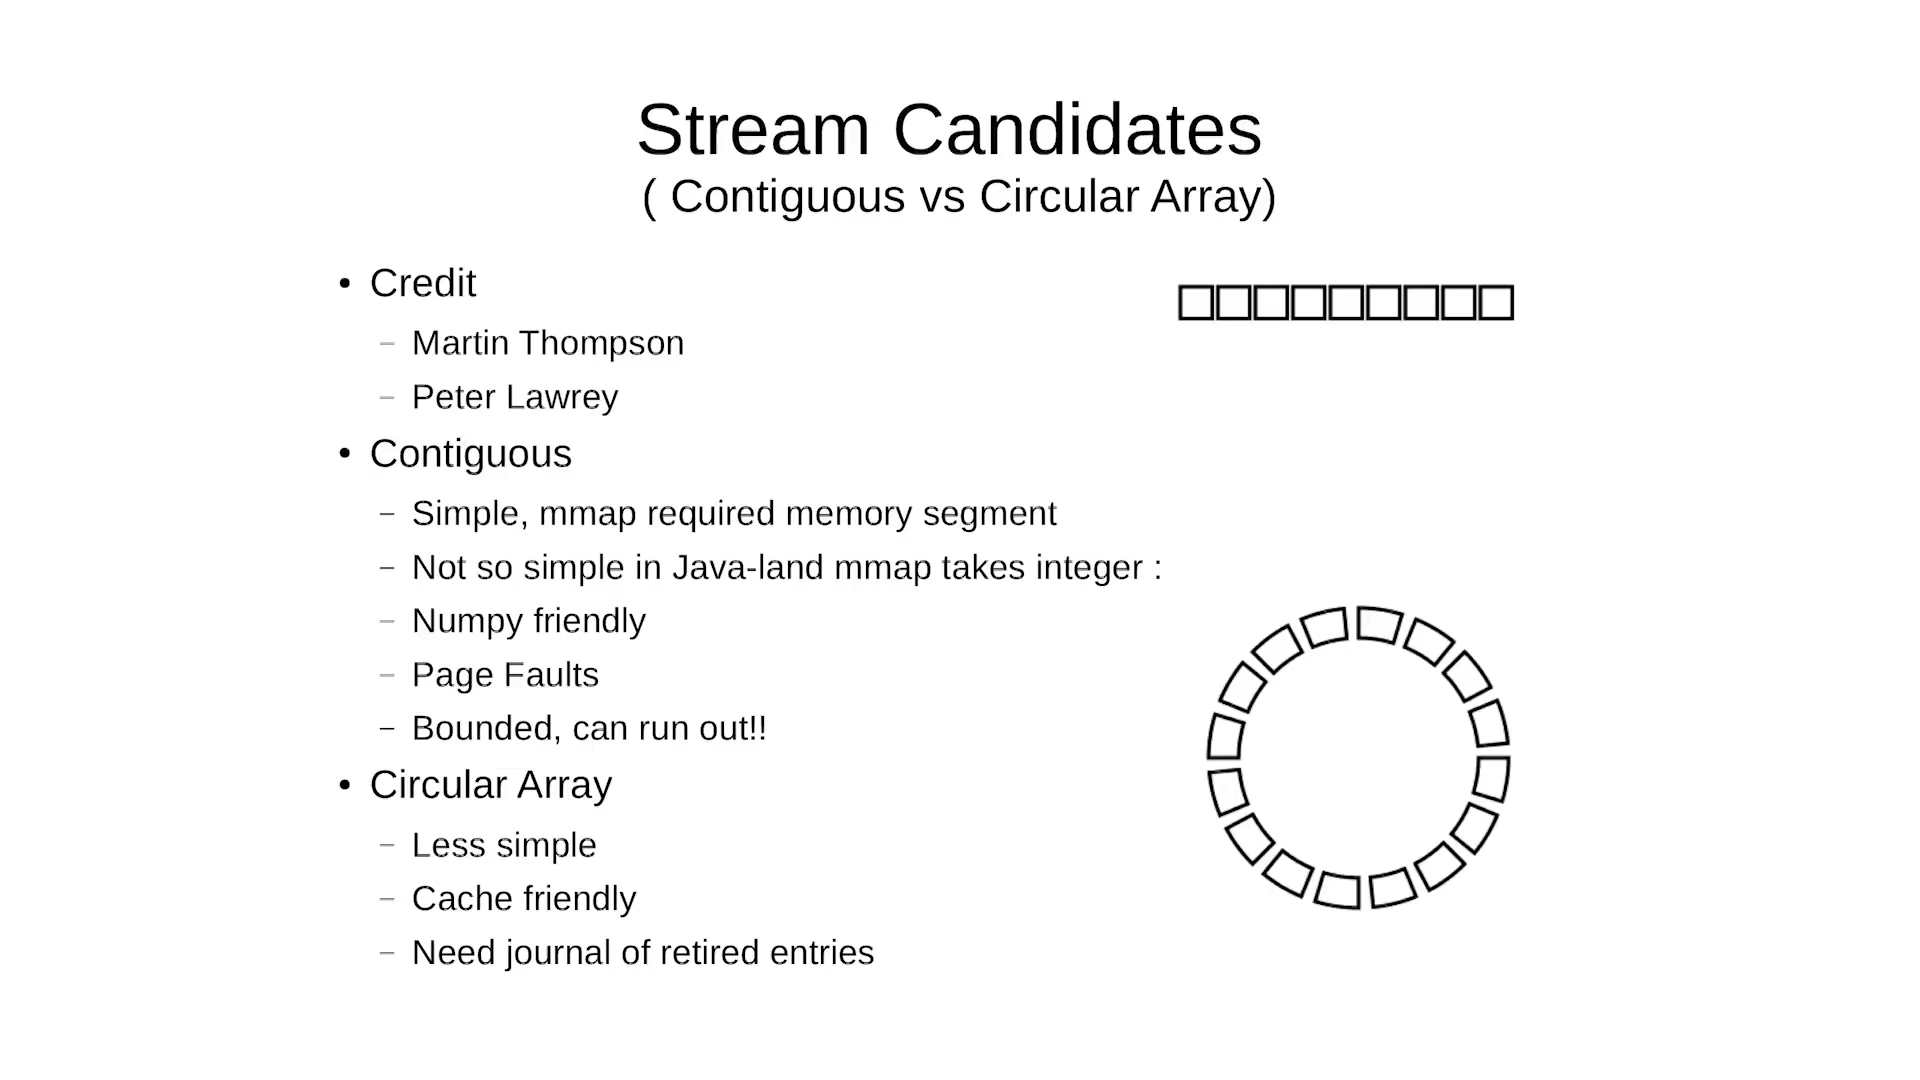 Stream Candidates
( Contiguous vs Circular Array)
• Credit
– Martin Thompson
– Peter Lawrey
• Contiguous
– Simple, mmap required memory segment
– Not so simple in Java-land mmap takes integer :
– Numpy friendly
– Page Faults
– Bounded, can run out!!
• Circular Array
– Less simple
– Cache friendly
– Need journal of retired entries